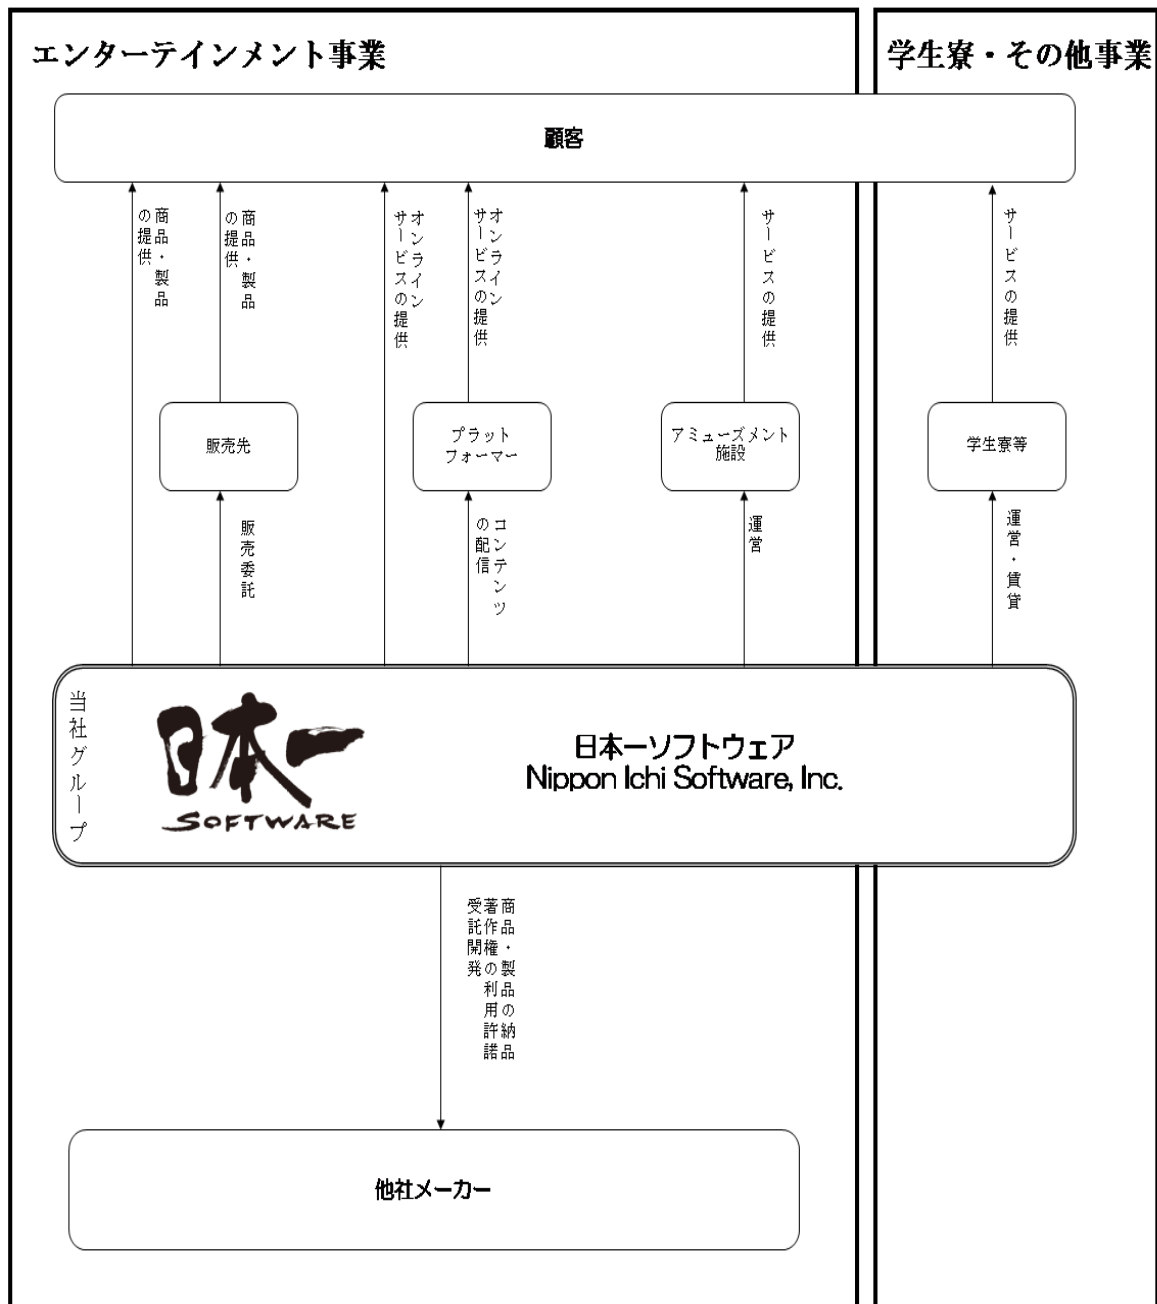 エンターテインメント事業
学生寮・その他事業
顧客
商品・製品
の提供
商品・製品
の提供
オンライン
サービスの提供
オンライン
サービスの提供
サービスの提供
サービスの提供
販売先
プラット
フォーマー
アミューズメント
施設
学生寮等
販売委託
コンテンツ
の配信
運営
運営・賃貸
当社グループ
日本一
SOFTWARE
日本一ソフトウェア
Nippon Ichi Software, Inc.
商品・製品の納品
著作権の利用許諾
受託開発
他社メーカー